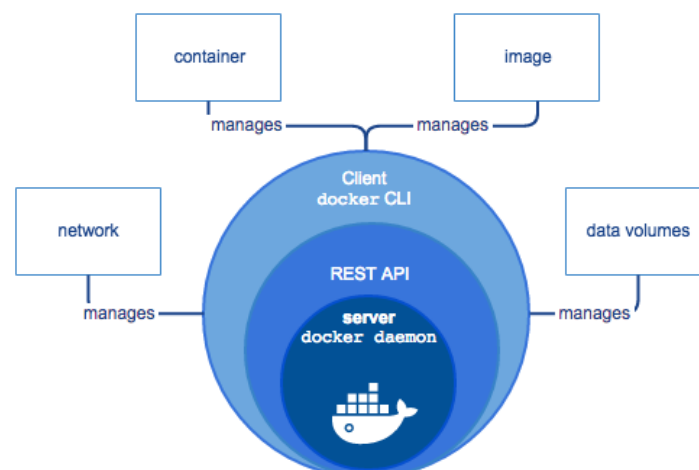 container
image
manages
manages
Client
docker CLI
network
data volumes
REST API
manages
manages
server
docker daemon